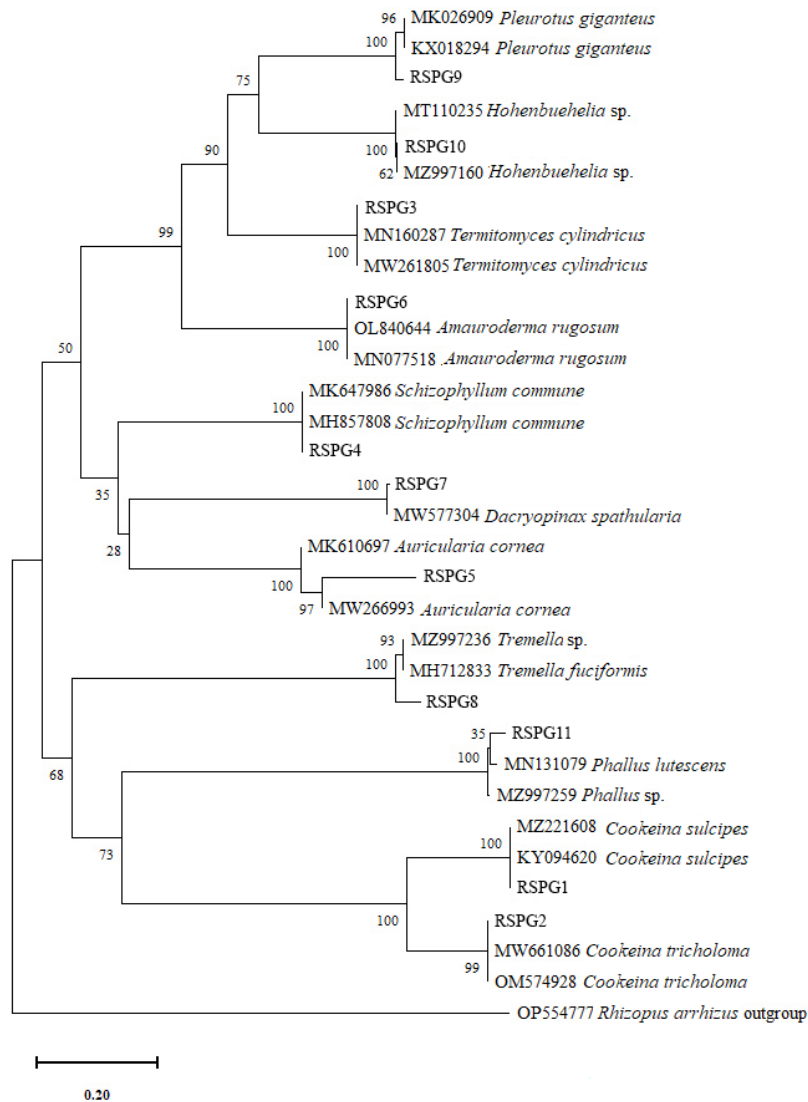 96 MK026909 Pleurotus giganteus
100 KX018294 Pleurotus giganteus
RSPG9
75
MT110235 Hohenbuehelia sp.
100 RSPG10
62 MZ997160 Hohenbuehelia sp.
90
RSPG3
MN160287 Termitomyces cylindricus
100
MW261805 Termitomyces cylindricus
99
RSPG6
OL840644 Amauroderma rugosum
100
MN077518 Amauroderma rugosum
50
MK647986 Schizophyllum commune
100
MH857808 Schizophyllum commune
RSPG4
35
100 RSPG7
MW577304 Dacryopinax spathularia
28
MK610697 Auricularia cornea
100 RSPG5
97 MW266993 Auricularia cornea
93 MZ997236 Tremella sp.
100 MH712833 Tremella fuciformis
RSPG8
35 RSPG11
100 MN131079 Phallus lutescens
68
MZ997259 Phallus sp.
MZ221608 Cookeina sulcipes
100
73 KY094620 Cookeina sulcipes
RSPG1
100 RSPG2
MW661086 Cookeina tricholoma
99
OM574928 Cookeina tricholoma
OP554777 Rhizopus arrhizus outgroup
0.20